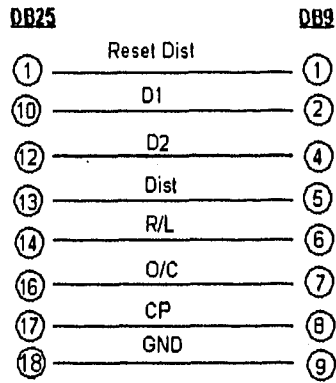 DB25 DB9
Reset Dist
1 1
D1
10 2
D2
12 4
Dist
13 5
R/L
14 6
O/C
16 7
CP
17 8
GND
18 9